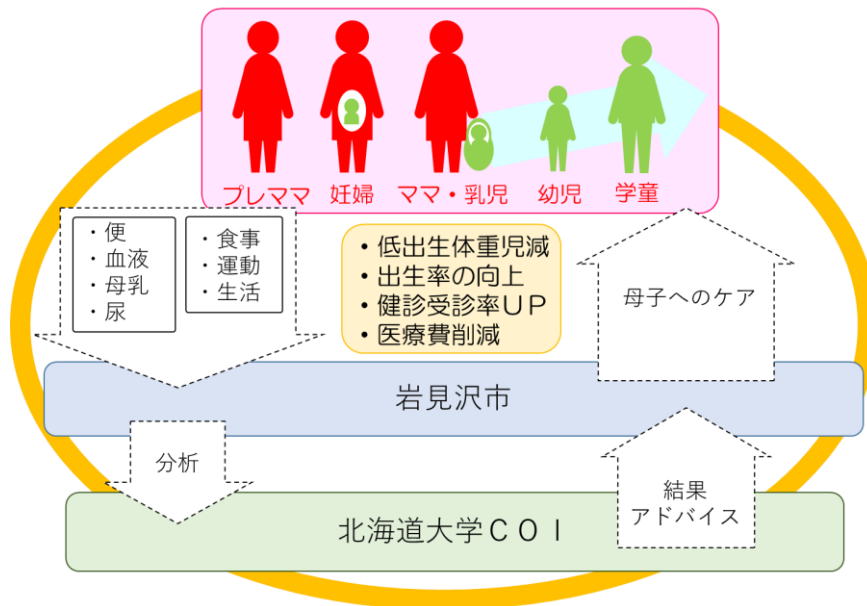 プレママ 妊婦 ママ・乳児 幼児 学童
・便
・血液
・母乳
・尿
・食事
・運動
・生活
・低出生体重児減
・出生率の向上
・健診受診率ＵＰ
・医療費削減
母子へのケア
岩見沢市
分析
結果
アドバイス
北海道大学ＣＯＩ